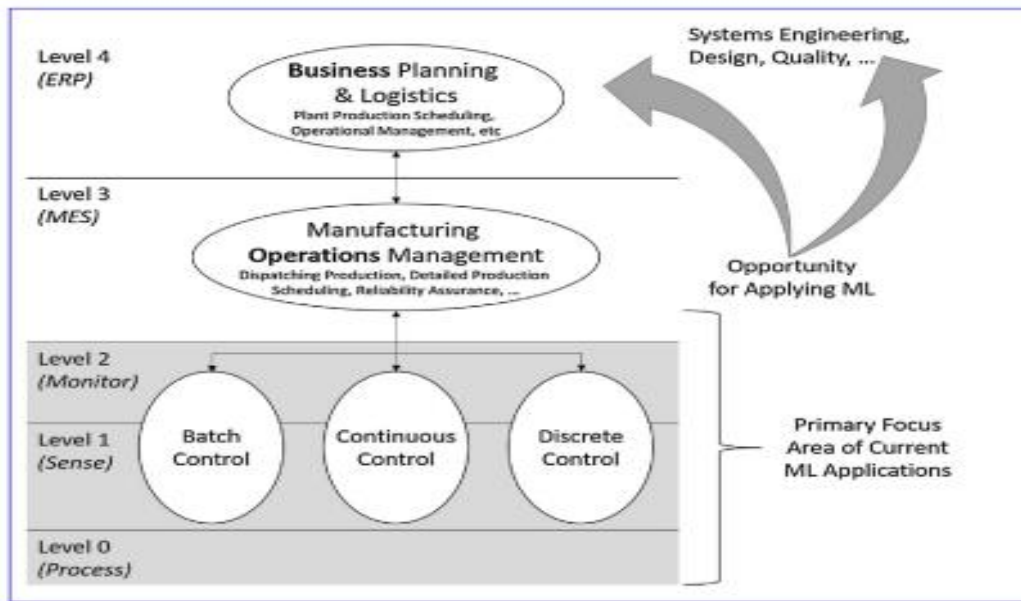 Level 4
(ERP)
Business Planning
& Logistics
Plant Production Scheduling,
Operational Management, etc
Systems Engineering,
Design, Quality, ...
Level 3
(MES)
Manufacturing
Operations Management
Dispatching Production, Detailed Production
Scheduling, Reliability Assurance, ...
Opportunity
for Applying ML
Level 2
(Monitor)
Level 1
(Sense)
Batch
Control
Continuous
Control
Discrete
Control
Primary Focus
Area of Current
ML Applications
Level 0
(Process)